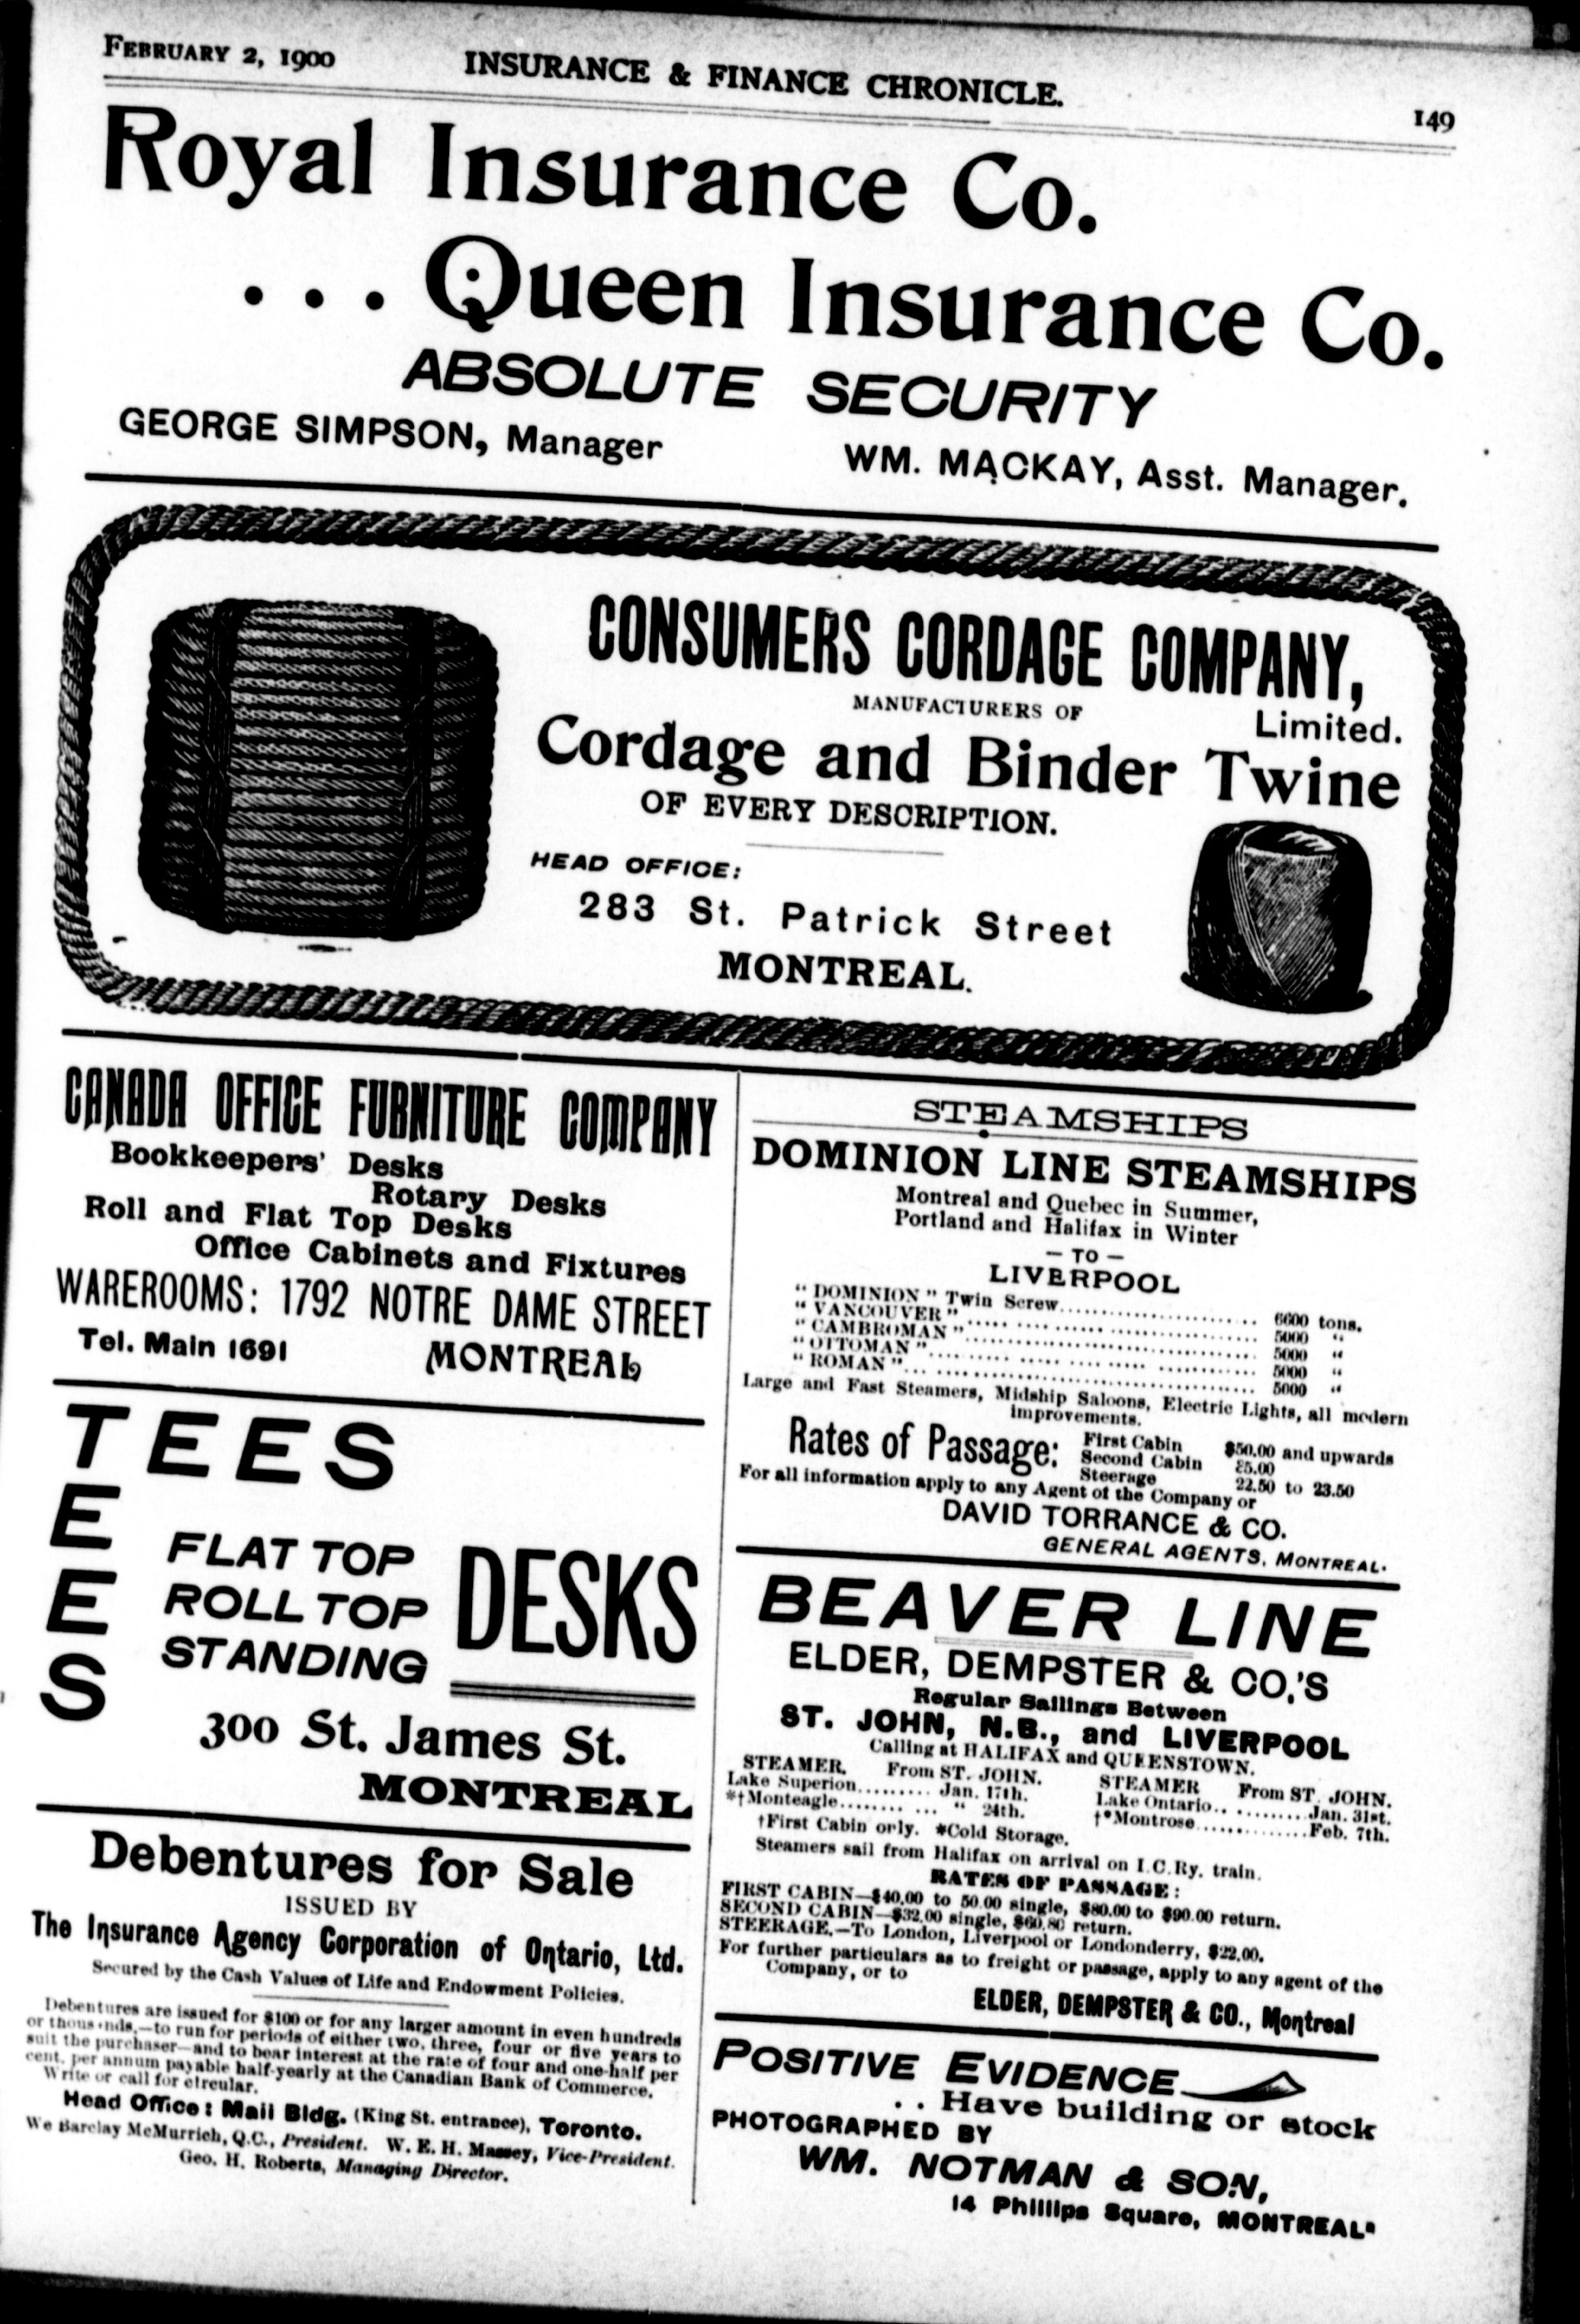 FEBRUARY 2, 1900 INSURANCE & FINANCE CHRONICLE. 149
Royal Insurance Co.
. . . Queen Insurance Co.
ABSOLUTE SECURITY
GEORGE SIMPSON, Manager WM. MACKAY, Asst. Manager.
CONSUMERS CORDAGE COMPANY,
Limited.
MANUFACTURERS OF
Cordage and Binder Twine
OF EVERY DESCRIPTION.
HEAD OFFICE:
283 St. Patrick Street
MONTREAL.
CANADA OFFICE FURNITURE COMPANY
Bookkeepers' Desks
Rotary Desks
Roll and Flat Top Desks
Office Cabinets and Fixtures
WAREROOMS: 1792 NOTRE DAME STREET
Tel. Main 1691 MONTREAL
TEES
E
E
S
FLAT TOP
ROLL TOP
STANDING
DESKS
300 St. James St.
MONTREAL
Debentures for Sale
ISSUED BY
The Insurance Agency Corporation of Ontario, Ltd.
Secured by the Cash Values of Life and Endowment Policies.
Debentures are issued for $100 or for any larger amount in even hundreds
or thousands,—to run for periods of either two, three, four or five years to
suit the purchaser—and to bear interest at the rate of four and one-half per
cent. per annum payable half-yearly at the Canadian Bank of Commerce.
Write or call for circular.
Head Office: Mail Bldg. (King St. entrance), Toronto.
We Barclay McMurrich, Q.C., President. W. E. H. Massey, Vice-President.
Geo. H. Roberts, Managing Director.
STEAMSHIPS
DOMINION LINE STEAMSHIPS
Montreal and Quebec in Summer,
Portland and Halifax in Winter
— TO —
LIVERPOOL
"DOMINION" Twin Screw.......... 6600 tons.
"VANCOUVER".......... 5000 "
"CAMBROMAN".......... 5000 "
"OTTOMAN".......... 5000 "
"ROMAN".......... 5000 "
Large and Fast Steamers, Midship Saloons, Electric Lights, all modern
improvements.
Rates of Passage: First Cabin $50.00 and upwards
Second Cabin 35.00
Steerage 22.50 to 23.50
For all information apply to any Agent of the Company or
DAVID TORRANCE & CO.
GENERAL AGENTS, MONTREAL.
BEAVER LINE
ELDER, DEMPSTER & CO.'S
Regular Sailings Between
ST. JOHN, N.B., and LIVERPOOL
Calling at HALIFAX and QUEENSTOWN.
STEAMER. From ST. JOHN. STEAMER From ST. JOHN.
Lake Superior......... Jan. 17th. Lake Ontario.......... Jan. 31st.
*†Monteagle........ ... " 24th. †*Montrose............. Feb. 7th.
†First Cabin only. *Cold Storage.
Steamers sail from Halifax on arrival on I.C.Ry. train.
RATES OF PASSAGE:
FIRST CABIN—$40.00 to 50.00 single, $80.00 to $90.00 return.
SECOND CABIN—$32.00 single, $60.80 return.
STEERAGE.—To London, Liverpool or Londonderry, $22.00.
For further particulars as to freight or passage, apply to any agent of the
Company, or to
ELDER, DEMPSTER & CO., Montreal
POSITIVE EVIDENCE
. . Have building or stock
PHOTOGRAPHED BY
WM. NOTMAN & SON,
14 Phillips Square, MONTREAL